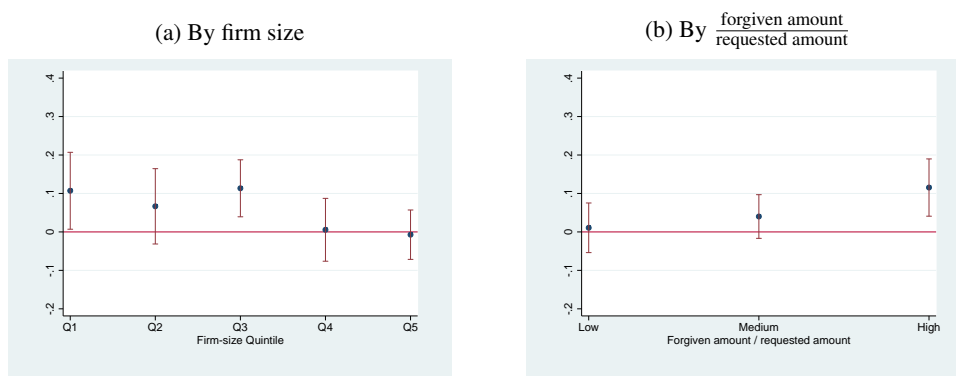 (a) By firm size
(b) By forgiven amount / requested amount
.4
.3
.2
.1
0
-.1
-.2
Q1 Q2 Q3 Q4 Q5
Firm-size Quintile
.4
.3
.2
.1
0
-.1
-.2
Low Medium High
Forgiven amount / requested amount